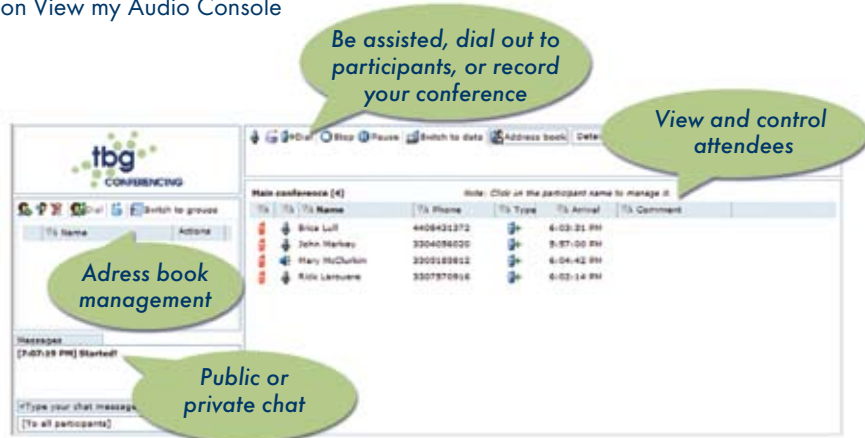 on View my Audio Console
Be assisted, dial out to
participants, or record
your conference
View and control
attendees
tbg
CONFERENCING
Dial Stop Pause Switch to data Address book
Main conference [4] Note: Click on the participant name to manage it.
Name Phone Type Arrival Comment
Dial Switch to groups
Name Actions
Brica Lull 4408431372 6:03:31 PM
John Markey 3304056020 5:57:00 PM
Mary McClurkin 6:04:42 PM
Rick 3307570516 6:02:14 PM
Adress book
management
Messages
[7:07:19 PM] Started!
Public or
private chat
Type your chat message
[To all participants]